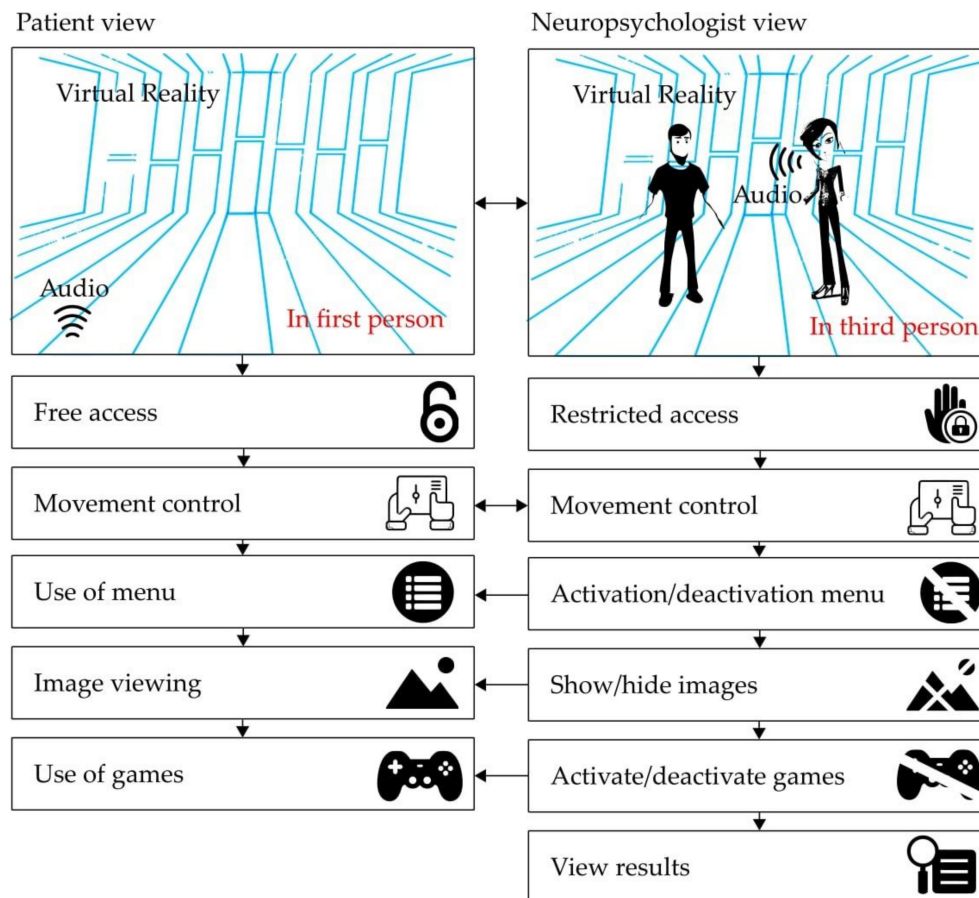 Patient view
Virtual Reality
Audio
In first person
Free access
Movement control
Use of menu
Image viewing
Use of games
Neuropsychologist view
Virtual Reality
Audio
In third person
Restricted access
Movement control
Activation/deactivation menu
Show/hide images
Activate/deactivate games
View results